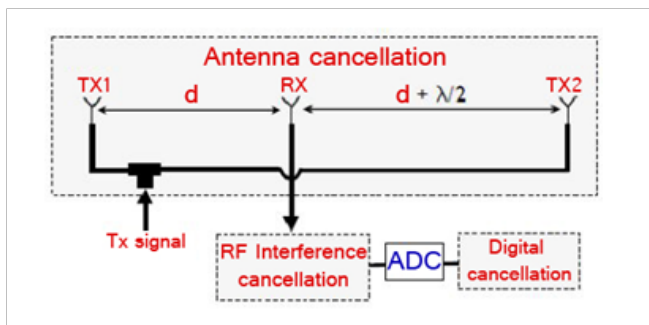 Antenna cancellation
TX1
RX
TX2
d
d + λ/2
Tx signal
RF Interference
cancellation
ADC
Digital
cancellation